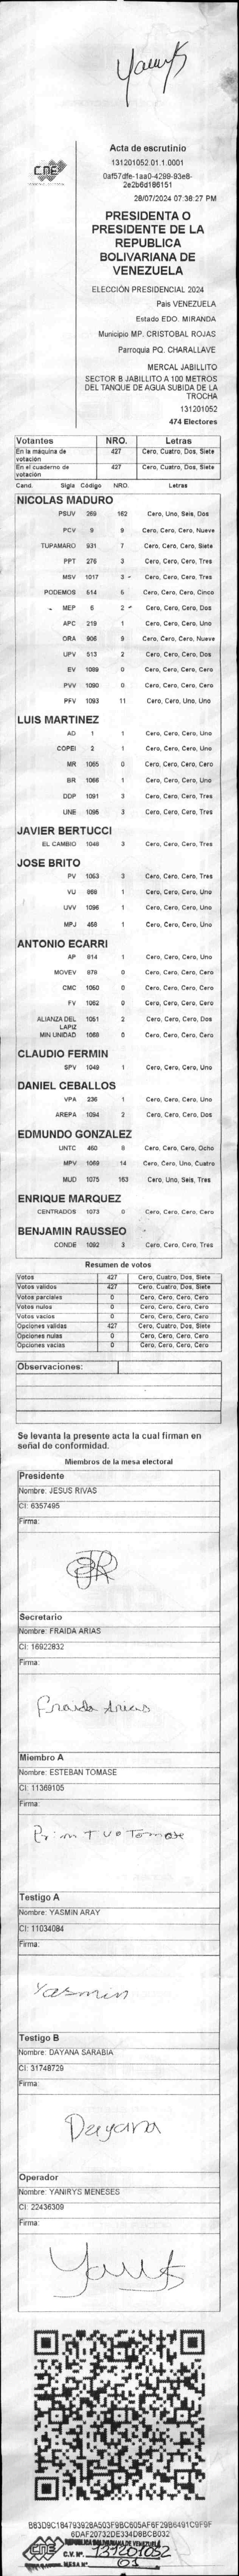 Yanirys
CNE
Acta de escrutinio
131201052.01.1.0001
0af57dfe-1aa0-4299-93e8-
2e2b6d186151
28/07/2024 07:38:27 PM
PRESIDENTA O
PRESIDENTE DE LA
REPUBLICA
BOLIVARIANA DE
VENEZUELA
ELECCIÓN PRESIDENCIAL 2024
Pais VENEZUELA
Estado EDO. MIRANDA
Municipio MP. CRISTOBAL ROJAS
Parroquia PQ. CHARALLAVE
MERCAL JABILLITO
SECTOR B JABILLITO A 100 METROS
DEL TANQUE DE AGUA SUBIDA DE LA
TROCHA
131201052
474 Electores
Votantes NRO. Letras
En la máquina de votación 427 Cero, Cuatro, Dos, Siete
En el cuaderno de votación 427 Cero, Cuatro, Dos, Siete
Cand. Sigla Código NRO. Letras
NICOLAS MADURO
PSUV 269 162 Cero, Uno, Seis, Dos
PCV 9 9 Cero, Cero, Cero, Nueve
TUPAMARO 931 7 Cero, Cero, Cero, Siete
PPT 276 3 Cero, Cero, Cero, Tres
MSV 1017 3 Cero, Cero, Cero, Tres
PODEMOS 514 5 Cero, Cero, Cero, Cinco
MEP 6 2 Cero, Cero, Cero, Dos
APC 219 1 Cero, Cero, Cero, Uno
ORA 906 9 Cero, Cero, Cero, Nueve
UPV 513 2 Cero, Cero, Cero, Dos
EV 1089 0 Cero, Cero, Cero, Cero
PVV 1090 0 Cero, Cero, Cero, Cero
PFV 1093 11 Cero, Cero, Uno, Uno
LUIS MARTINEZ
AD 1 1 Cero, Cero, Cero, Uno
COPEI 2 1 Cero, Cero, Cero, Uno
MR 1065 0 Cero, Cero, Cero, Cero
BR 1066 1 Cero, Cero, Cero, Uno
DDP 1091 3 Cero, Cero, Cero, Tres
UNE 1095 3 Cero, Cero, Cero, Tres
JAVIER BERTUCCI
EL CAMBIO 1048 3 Cero, Cero, Cero, Tres
JOSE BRITO
PV 1053 3 Cero, Cero, Cero, Tres
VU 869 1 Cero, Cero, Cero, Uno
UVV 1096 1 Cero, Cero, Cero, Uno
MPJ 458 1 Cero, Cero, Cero, Uno
ANTONIO ECARRI
AP 814 1 Cero, Cero, Cero, Uno
MOVEV 879 0 Cero, Cero, Cero, Cero
CMC 1050 0 Cero, Cero, Cero, Cero
FV 1062 0 Cero, Cero, Cero, Cero
ALIANZA DEL LAPIZ 1051 2 Cero, Cero, Cero, Dos
MIN UNIDAD 1068 0 Cero, Cero, Cero, Cero
CLAUDIO FERMIN
SPV 1049 1 Cero, Cero, Cero, Uno
DANIEL CEBALLOS
VPA 236 1 Cero, Cero, Cero, Uno
AREPA 1094 2 Cero, Cero, Cero, Dos
EDMUNDO GONZALEZ
UNTC 450 8 Cero, Cero, Cero, Ocho
MPV 1069 14 Cero, Cero, Uno, Cuatro
MUD 1075 163 Cero, Uno, Seis, Tres
ENRIQUE MARQUEZ
CENTRADOS 1073 0 Cero, Cero, Cero, Cero
BENJAMIN RAUSSEO
CONDE 1092 3 Cero, Cero, Cero, Tres
Resumen de votos
Votos 427 Cero, Cuatro, Dos, Siete
Votos validos 427 Cero, Cuatro, Dos, Siete
Votos parciales 0 Cero, Cero, Cero, Cero
Votos nulos 0 Cero, Cero, Cero, Cero
Votos vacios 0 Cero, Cero, Cero, Cero
Opciones validas 427 Cero, Cuatro, Dos, Siete
Opciones nulas 0 Cero, Cero, Cero, Cero
Opciones vacias 0 Cero, Cero, Cero, Cero
Observaciones:
Se levanta la presente acta la cual firman en
señal de conformidad.
Miembros de la mesa electoral
Presidente
Nombre: JESUS RIVAS
CI: 6357495
Firma:
Secretario
Nombre: FRAIDA ARIAS
CI: 16922832
Firma:
Fraida Arias
Miembro A
Nombre: ESTEBAN TOMASE
CI: 11369105
Firma:
Tomase
Testigo A
Nombre: YASMIN ARAY
CI: 11034084
Firma:
Yasmin
Testigo B
Nombre: DAYANA SARABIA
CI: 31748729
Firma:
Dayana
Operador
Nombre: YANIRYS MENESES
CI: 22436309
Firma:
CNE
REPUBLICA BOLIVARIANA DE VENEZUELA
C.V. Nº 131201052
MESA Nº 01